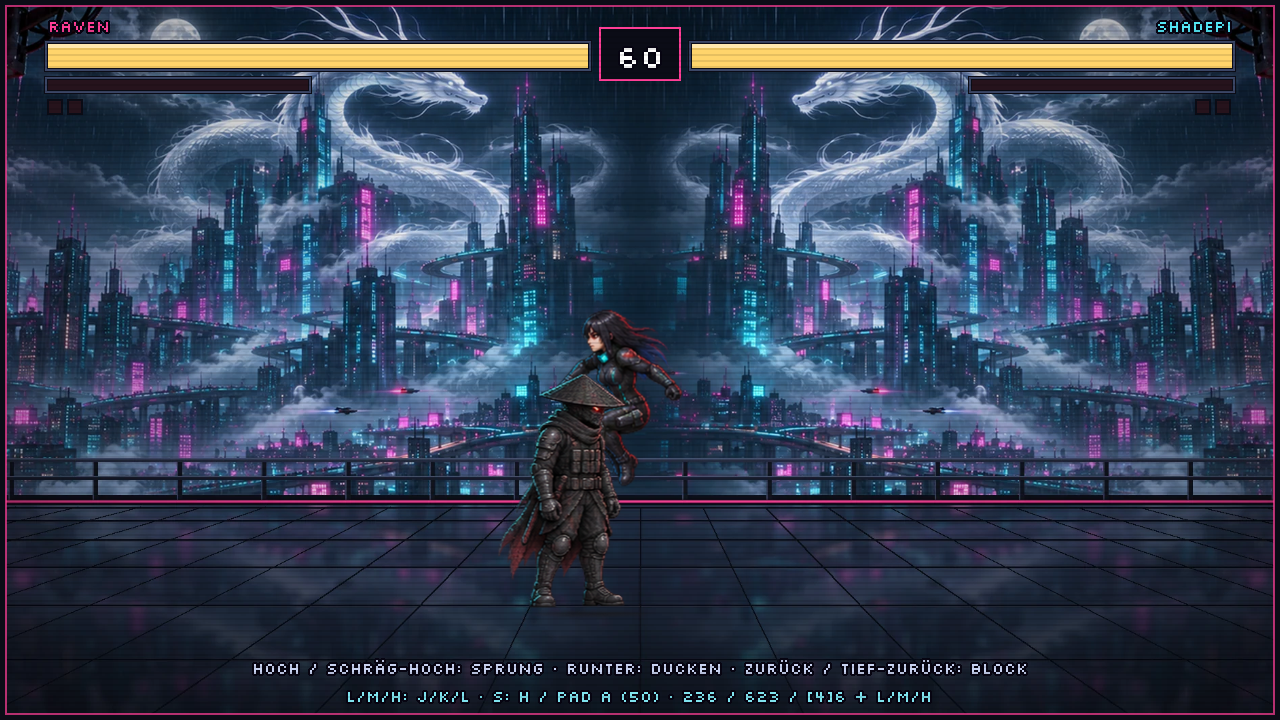 RAVEN
SHADEPI
60
HOCH / SCHRÄG-HOCH: SPRUNG · RUNTER: DUCKEN · ZURÜCK / TIEF-ZURÜCK: BLOCK
L/M/H: J/K/L · S: H / PAD A (50) · 236 / 623 / [4]6 + L/M/H